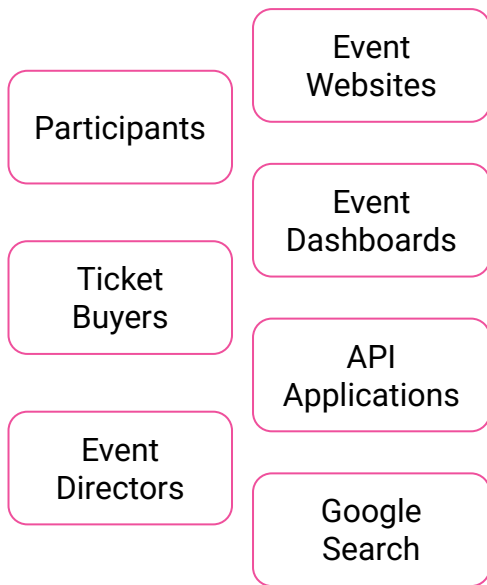 Participants
Ticket
Buyers
Event
Directors
Event
Websites
Event
Dashboards
API
Applications
Google
Search